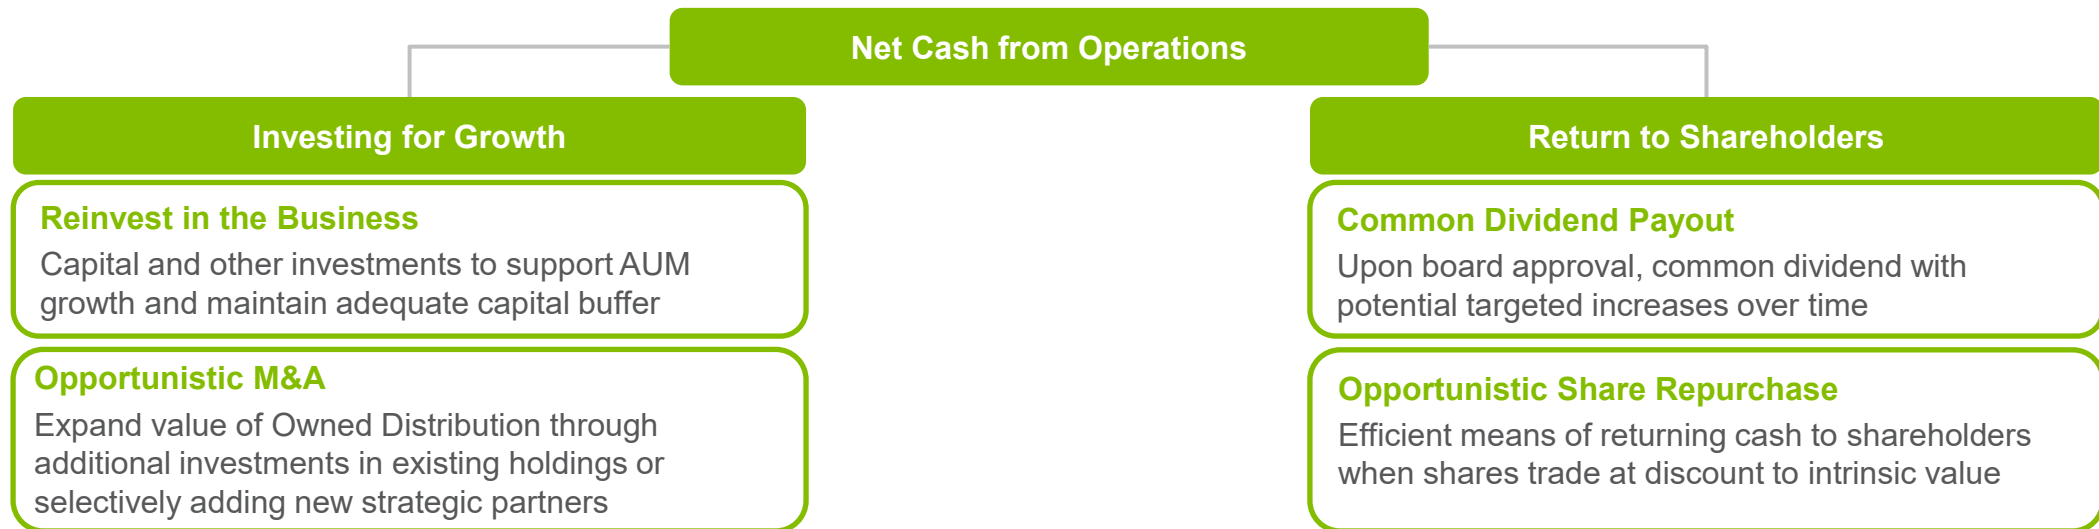 Net Cash from Operations
Investing for Growth
Reinvest in the Business
Capital and other investments to support AUM
growth and maintain adequate capital buffer
Opportunistic M&A
Expand value of Owned Distribution through
additional investments in existing holdings or
selectively adding new strategic partners
Return to Shareholders
Common Dividend Payout
Upon board approval, common dividend with
potential targeted increases over time
Opportunistic Share Repurchase
Efficient means of returning cash to shareholders
when shares trade at discount to intrinsic value